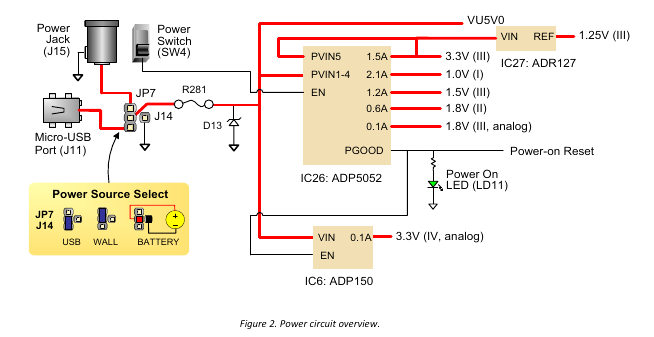 Power
Jack
(J15)
Power
Switch
(SW4)
VU5V0
VIN REF
1.25V (III)
IC27: ADR127
PVIN5 1.5A
3.3V (III)
PVIN1-4 2.1A
1.0V (I)
EN 1.2A
1.5V (III)
0.6A
1.8V (II)
0.1A
1.8V (III, analog)
PGOOD
Power-on Reset
IC26: ADP5052
Power On
LED (LD11)
JP7
R281
J14
D13
Micro-USB
Port (J11)
Power Source Select
JP7
J14
USB WALL BATTERY
VIN 0.1A
3.3V (IV, analog)
EN
IC6: ADP150
Figure 2. Power circuit overview.